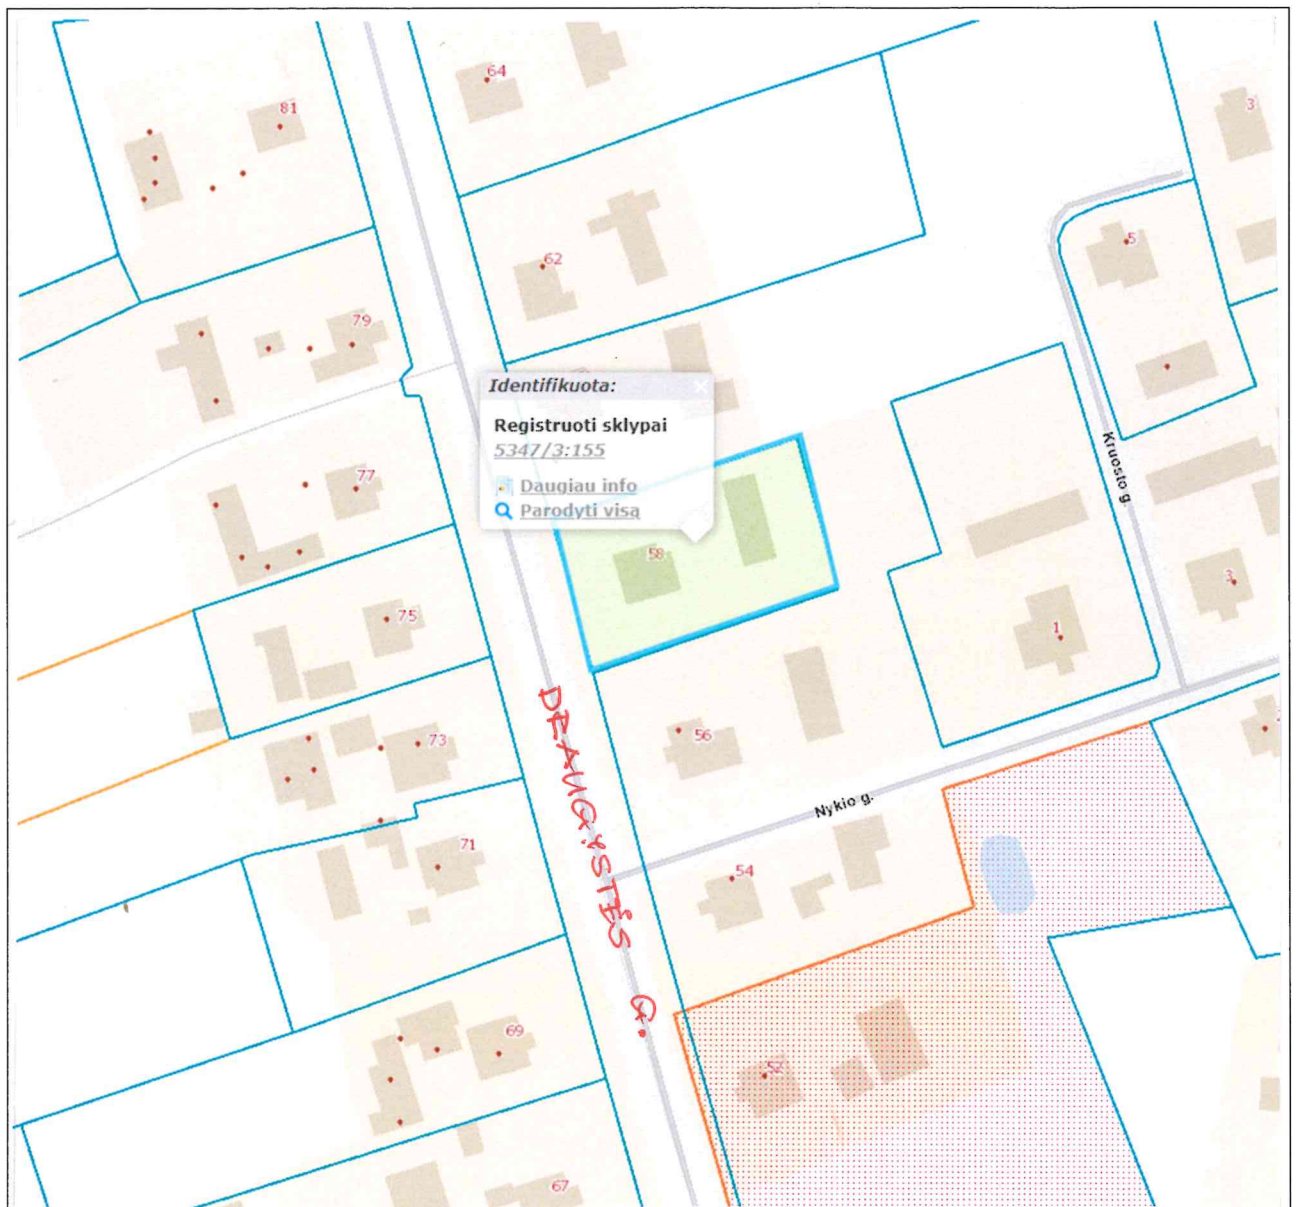 64
81
3
5
62
79
Identifikuota:
Registruoti sklypai
5347/3:155
Daugiau info
Parodyti visą
Kruosto g.
77
58
3
75
1
56
73
DRAUGYSTĖS G.
Nykio g.
71
54
69
52
67